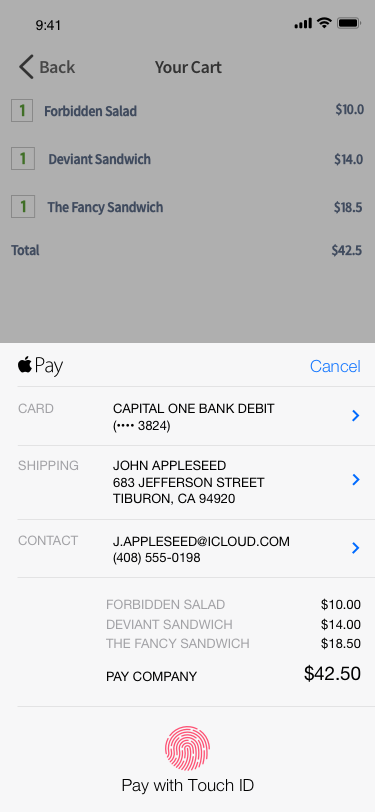 9:41
Back Your Cart
1 Forbidden Salad $10.0
1 Deviant Sandwich $14.0
1 The Fancy Sandwich $18.5
Total $42.5
Pay Cancel
CARD CAPITAL ONE BANK DEBIT
(•••• 3824)
SHIPPING JOHN APPLESEED
683 JEFFERSON STREET
TIBURON, CA 94920
CONTACT J.APPLESEED@ICLOUD.COM
(408) 555-0198
FORBIDDEN SALAD $10.00
DEVIANT SANDWICH $14.00
THE FANCY SANDWICH $18.50
PAY COMPANY $42.50
Pay with Touch ID